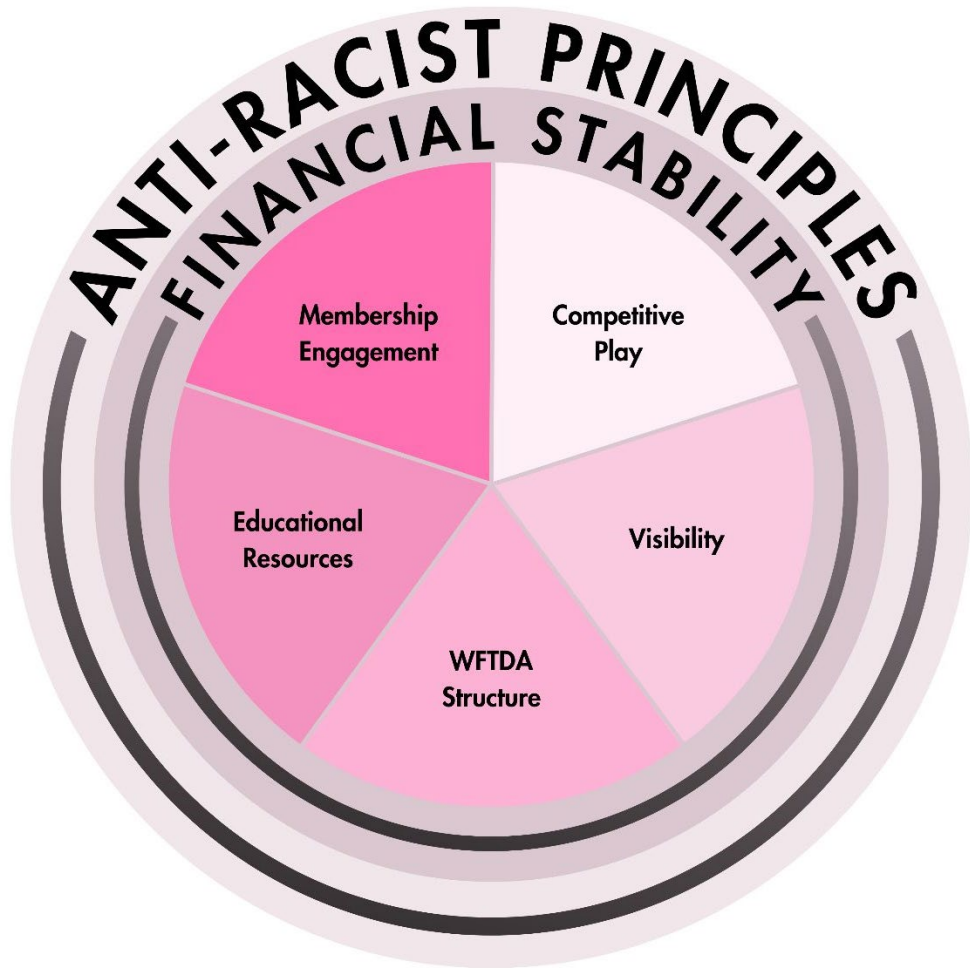 ANTI-RACIST PRINCIPLES
FINANCIAL STABILITY
Membership
Engagement
Competitive
Play
Educational
Resources
Visibility
WFTDA
Structure